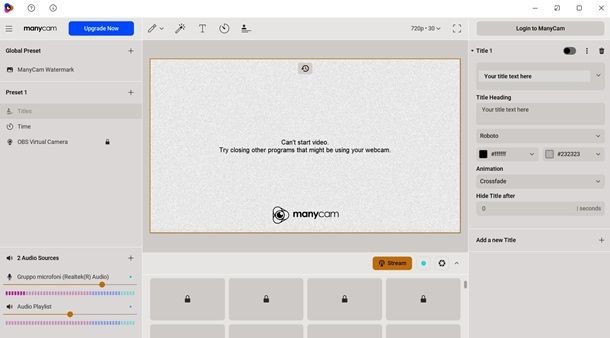 manycam
Upgrade Now
720p • 30
Login to ManyCam
Global Preset
ManyCam Watermark
Preset 1
Titles
Time
OBS Virtual Camera
2 Audio Sources
Gruppo microfoni (Realtek(R) Audio)
Audio Playlist
Can't start video.
Try closing other programs that might be using your webcam.
manycam
Stream
Title 1
Your title text here
Title Heading
Your title text here
Roboto
#ffffff
#232323
Animation
Crossfade
Hide Title after
0 | seconds
Add a new Title